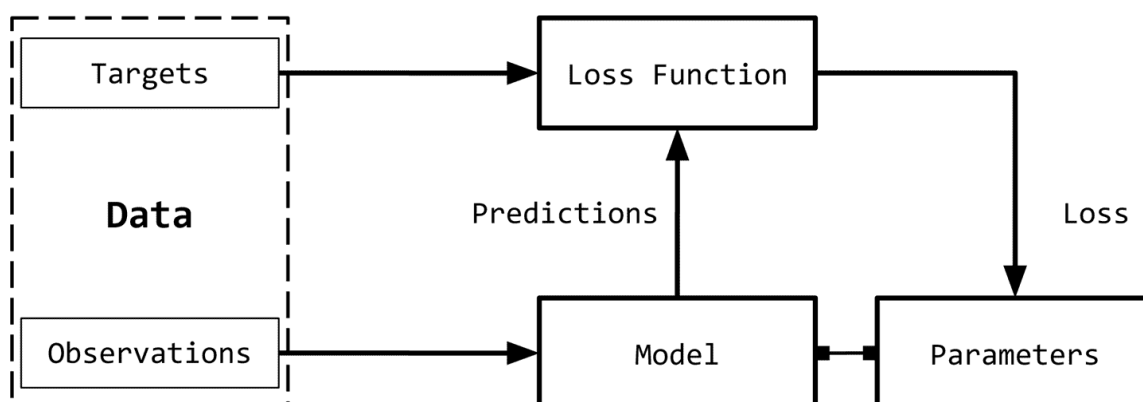 Targets
Loss Function
Data
Predictions
Loss
Observations
Model
Parameters